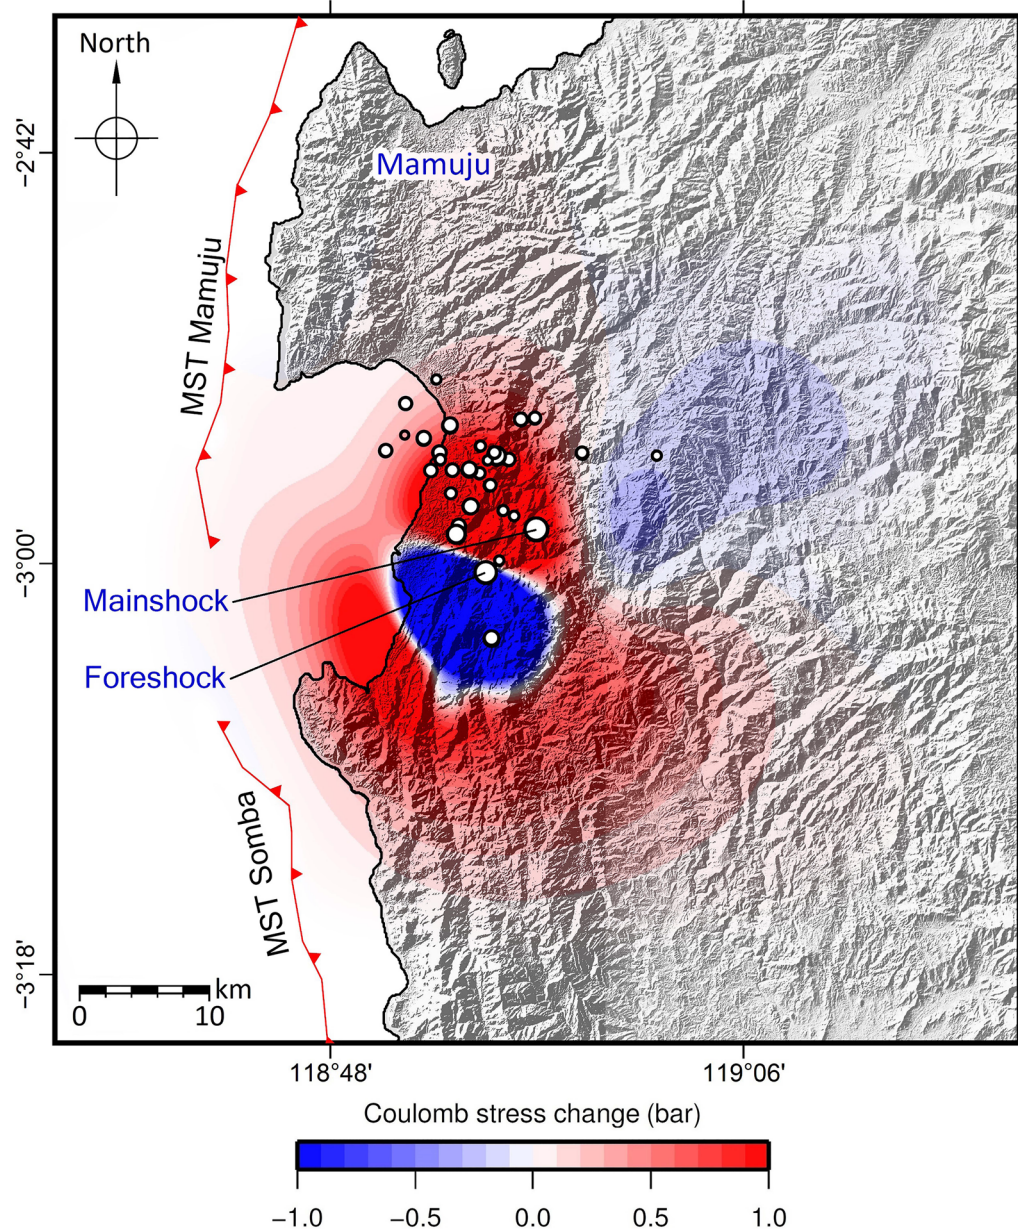 North
−2°42'
Mamuju
MST Mamuju
−3°00'
Mainshock
Foreshock
MST Somba
−3°18'
km
0 10
118°48' 119°06'
Coulomb stress change (bar)
−1.0 −0.5 0.0 0.5 1.0